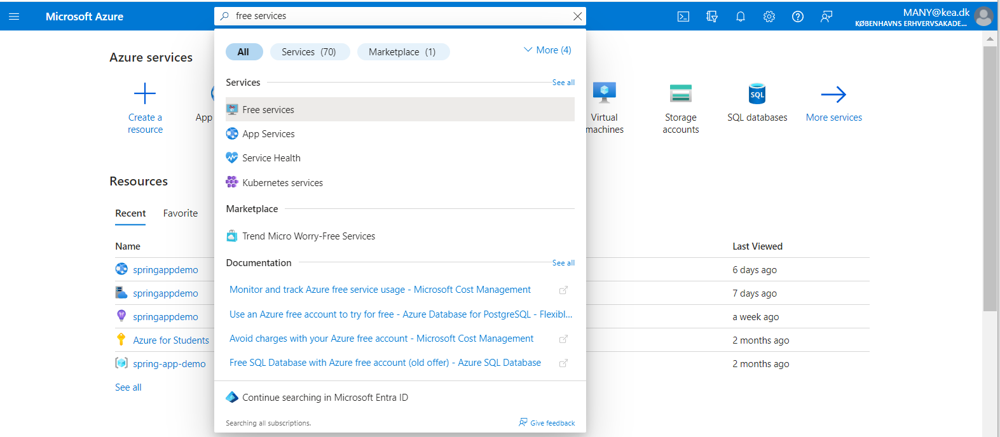 Microsoft Azure
free services
MANY@kea.dk
KØBENHAVNS ERHVERVSAKADE...
All
Services (70)
Marketplace (1)
More (4)
Services
See all
Free services
App Services
Service Health
Kubernetes services
Marketplace
Trend Micro Worry-Free Services
Documentation
See all
Monitor and track Azure free service usage - Microsoft Cost Management
Use an Azure free account to try for free - Azure Database for PostgreSQL - Flexibl...
Avoid charges with your Azure free account - Microsoft Cost Management
Free SQL Database with Azure free account (old offer) - Azure SQL Database
Continue searching in Microsoft Entra ID
Searching all subscriptions.
Give feedback
Azure services
Create a
resource
App
Virtual
machines
Storage
accounts
SQL
SQL databases
More services
Resources
Recent
Favorite
Name
Last Viewed
springappdemo
6 days ago
springappdemo
7 days ago
springappdemo
a week ago
Azure for Students
2 months ago
spring-app-demo
2 months ago
See all